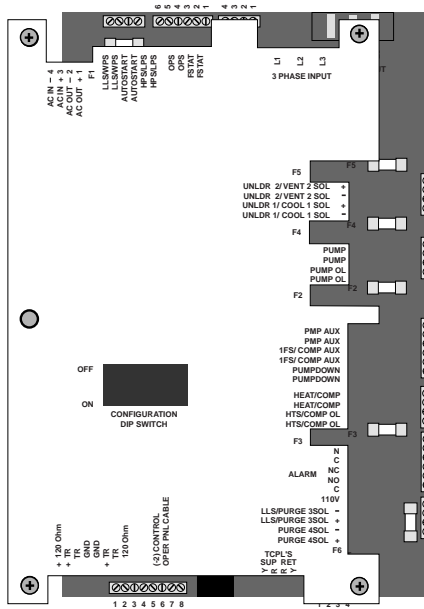 6 5 4 3 2 1
4 3 2 1
AC IN - 4
AC IN + 3
AC OUT - 2
AC OUT + 1
F1
LLS/WPS
LLS/WPS
AUTOSTART
AUTOSTART
HPS/LPS
HPS/LPS
OPS
OPS
FSTAT
FSTAT
L1
L2
L3
3 PHASE INPUT
F5
F5
UNLDR 2/ VENT 2 SOL +
UNLDR 2/ VENT 2 SOL -
UNLDR 1/ COOL 1 SOL +
UNLDR 1/ COOL 1 SOL -
F4
F4
PUMP
PUMP
PUMP OL
PUMP OL
F2
F2
PMP AUX
PMP AUX
1FS/ COMP AUX
1FS/ COMP AUX
PUMPDOWN
PUMPDOWN
HEAT/COMP
HEAT/COMP
HTS/COMP OL
HTS/COMP OL
F3
F3
OFF
ON
CONFIGURATION
DIP SWITCH
ALARM
N
C
NC
NO
C
110V
LLS/PURGE 3SOL -
LLS/PURGE 3SOL +
PURGE 4SOL -
PURGE 4SOL +
F6
+ 120 Ohm
+ TR
TR
GND
GND
+ TR
TR
120 Ohm
(-2) CONTROL
OPER PNL CABLE
TCPL'S
SUP RET
Y R R Y
1 2 3 4 5 6 7 8